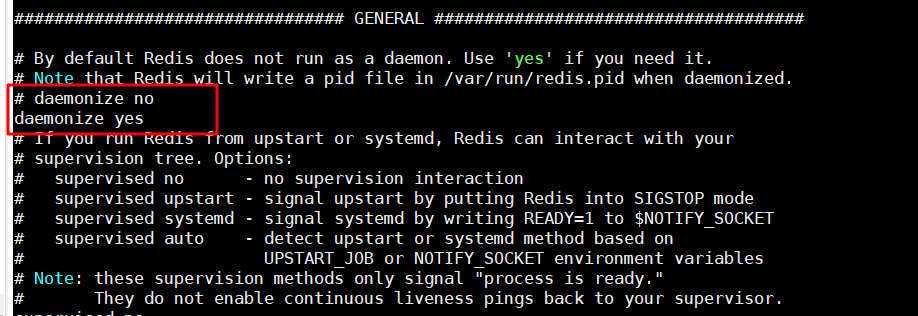 ################################ GENERAL #####################################
# By default Redis does not run as a daemon. Use 'yes' if you need it.
# Note that Redis will write a pid file in /var/run/redis.pid when daemonized.
# daemonize no
daemonize yes
# If you run Redis from upstart or systemd, Redis can interact with your
# supervision tree. Options:
#   supervised no      - no supervision interaction
#   supervised upstart - signal upstart by putting Redis into SIGSTOP mode
#   supervised systemd - signal systemd by writing READY=1 to $NOTIFY_SOCKET
#   supervised auto    - detect upstart or systemd method based on
#                        UPSTART_JOB or NOTIFY_SOCKET environment variables
# Note: these supervision methods only signal "process is ready."
#       They do not enable continuous liveness pings back to your supervisor.
supervised no